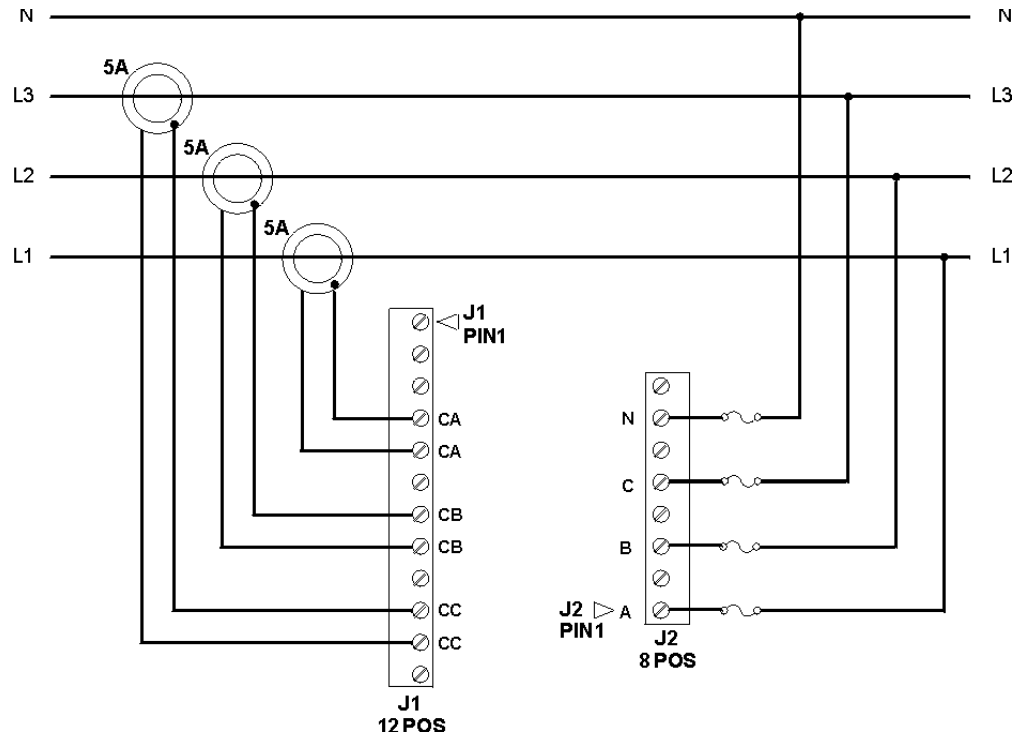 N N
5A
L3 L3
5A
L2 L2
5A
L1 L1
J1
PIN1
CA
N
CA
C
CB
B
CB
J2
PIN1
A
CC
J2
8 POS
CC
J1
12 POS